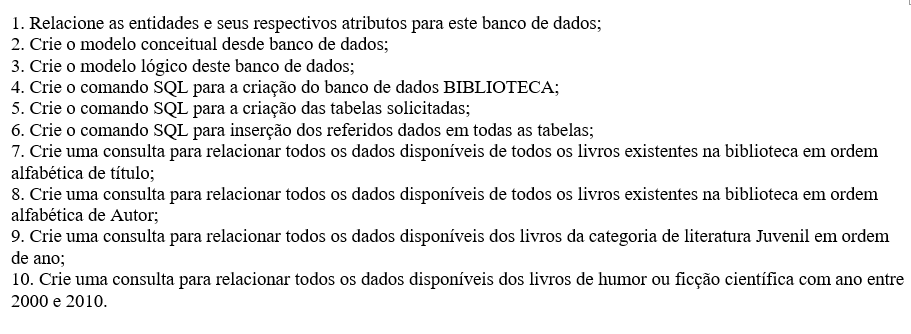 1. Relacione as entidades e seus respectivos atributos para este banco de dados;
2. Crie o modelo conceitual desde banco de dados;
3. Crie o modelo lógico deste banco de dados;
4. Crie o comando SQL para a criação do banco de dados BIBLIOTECA;
5. Crie o comando SQL para a criação das tabelas solicitadas;
6. Crie o comando SQL para inserção dos referidos dados em todas as tabelas;
7. Crie uma consulta para relacionar todos os dados disponíveis de todos os livros existentes na biblioteca em ordem
alfabética de título;
8. Crie uma consulta para relacionar todos os dados disponíveis de todos os livros existentes na biblioteca em ordem
alfabética de Autor;
9. Crie uma consulta para relacionar todos os dados disponíveis dos livros da categoria de literatura Juvenil em ordem
de ano;
10. Crie uma consulta para relacionar todos os dados disponíveis dos livros de humor ou ficção científica com ano entre
2000 e 2010.